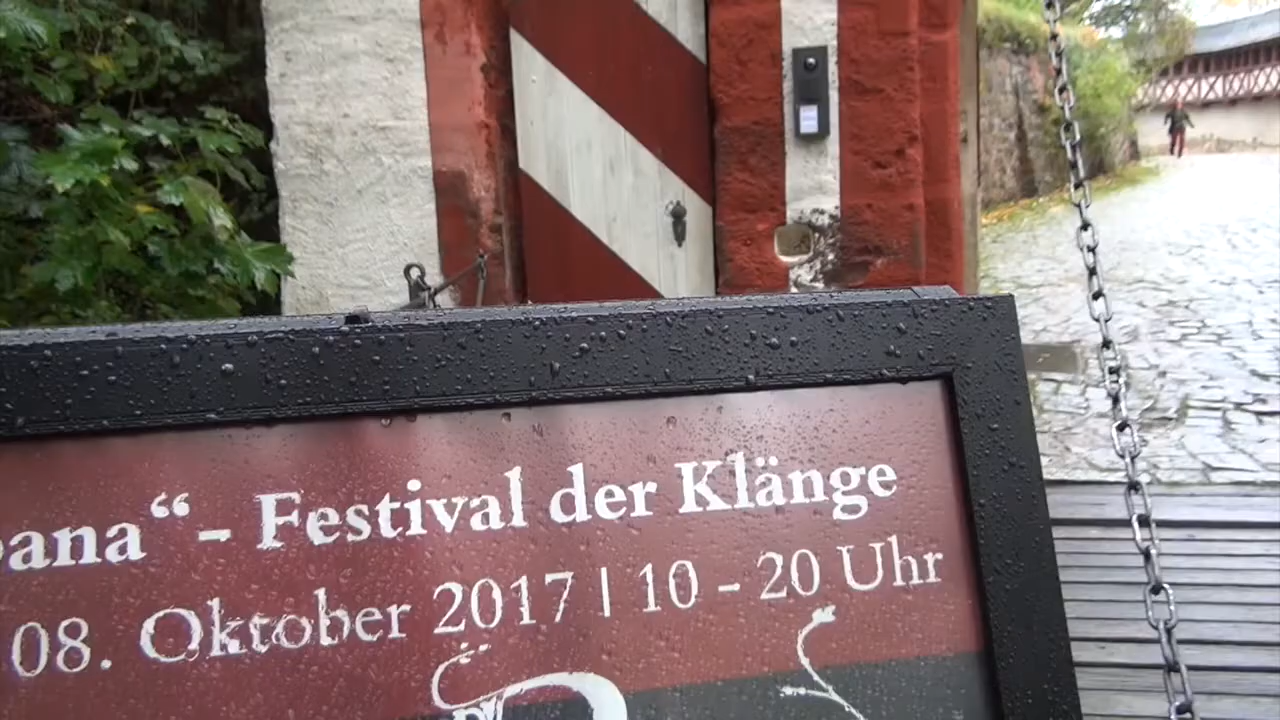 pana“ - Festival der Klänge
08. Oktober 2017 | 10 - 20 Uhr